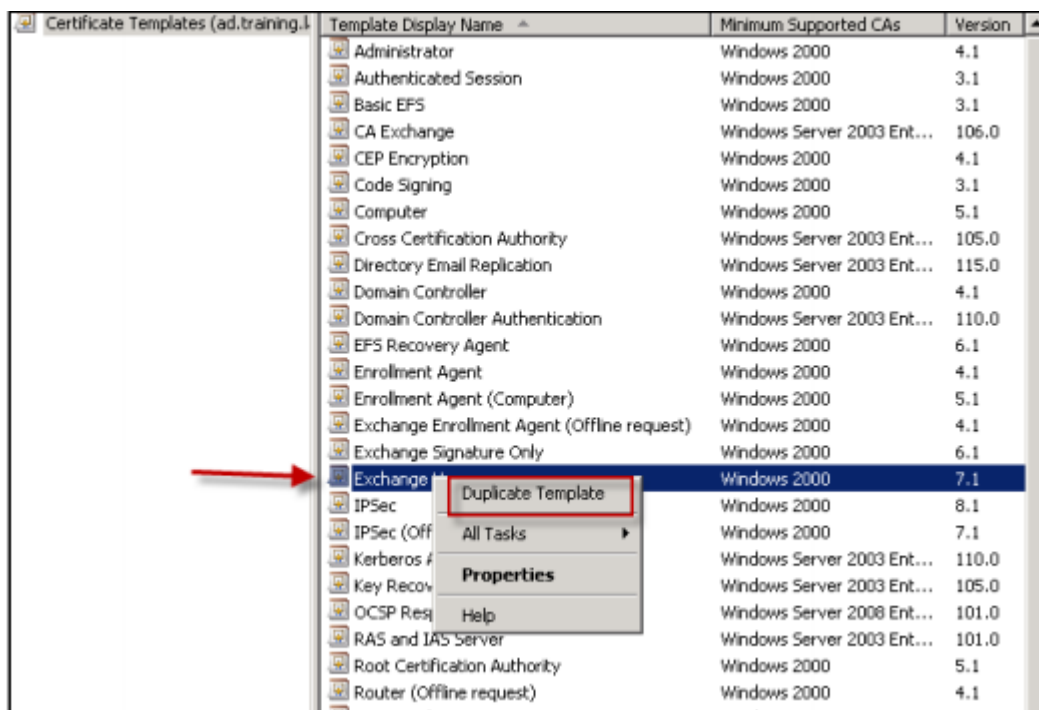 Certificate Templates (ad.training.l
Template Display Name Minimum Supported CAs Version
Administrator Windows 2000 4.1
Authenticated Session Windows 2000 3.1
Basic EFS Windows 2000 3.1
CA Exchange Windows Server 2003 Ent... 106.0
CEP Encryption Windows 2000 4.1
Code Signing Windows 2000 3.1
Computer Windows 2000 5.1
Cross Certification Authority Windows Server 2003 Ent... 105.0
Directory Email Replication Windows Server 2003 Ent... 115.0
Domain Controller Windows 2000 4.1
Domain Controller Authentication Windows Server 2003 Ent... 110.0
EFS Recovery Agent Windows 2000 6.1
Enrollment Agent Windows 2000 4.1
Enrollment Agent (Computer) Windows 2000 5.1
Exchange Enrollment Agent (Offline request) Windows 2000 4.1
Exchange Signature Only Windows 2000 6.1
Exchange Windows 2000 7.1
Duplicate Template
IPSec Windows 2000 8.1
IPSec (Off Windows 2000 7.1
All Tasks
Kerberos Windows Server 2003 Ent... 110.0
Properties
Key Recov Windows Server 2003 Ent... 105.0
OCSP Resp Windows Server 2008 Ent... 101.0
Help
RAS and IAS Server Windows Server 2003 Ent... 101.0
Root Certification Authority Windows 2000 5.1
Router (Offline request) Windows 2000 4.1